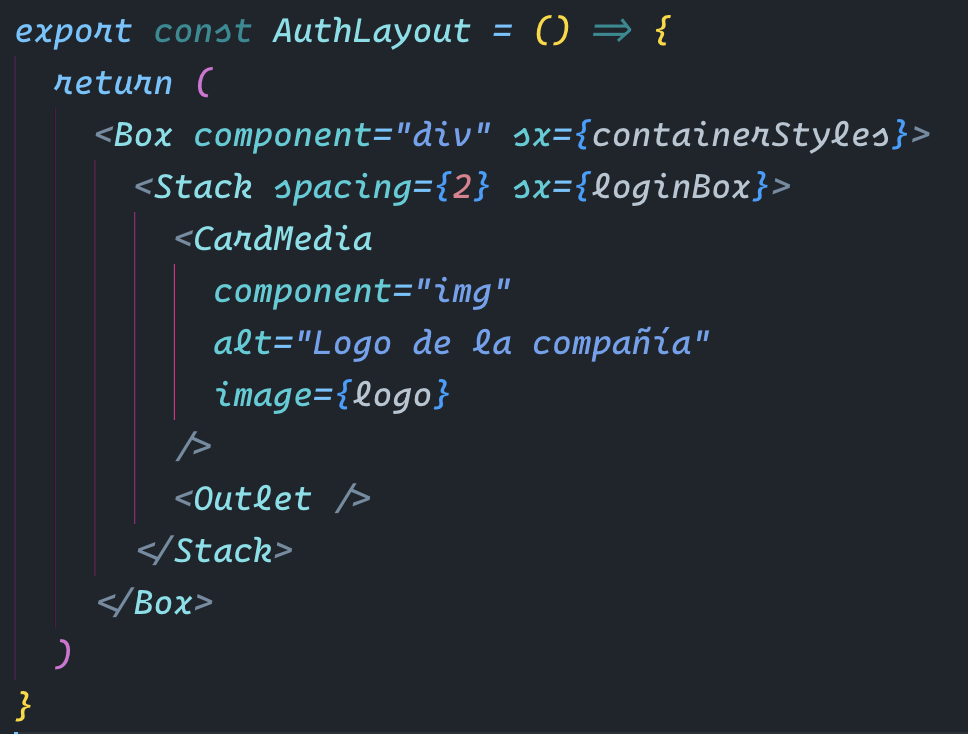 export const AuthLayout = () => {
  return (
    <Box component="div" sx={containerStyles}>
      <Stack spacing={2} sx={loginBox}>
        <CardMedia
          component="img"
          alt="Logo de la compañía"
          image={logo}
        />
        <Outlet />
      </Stack>
    </Box>
  )
}